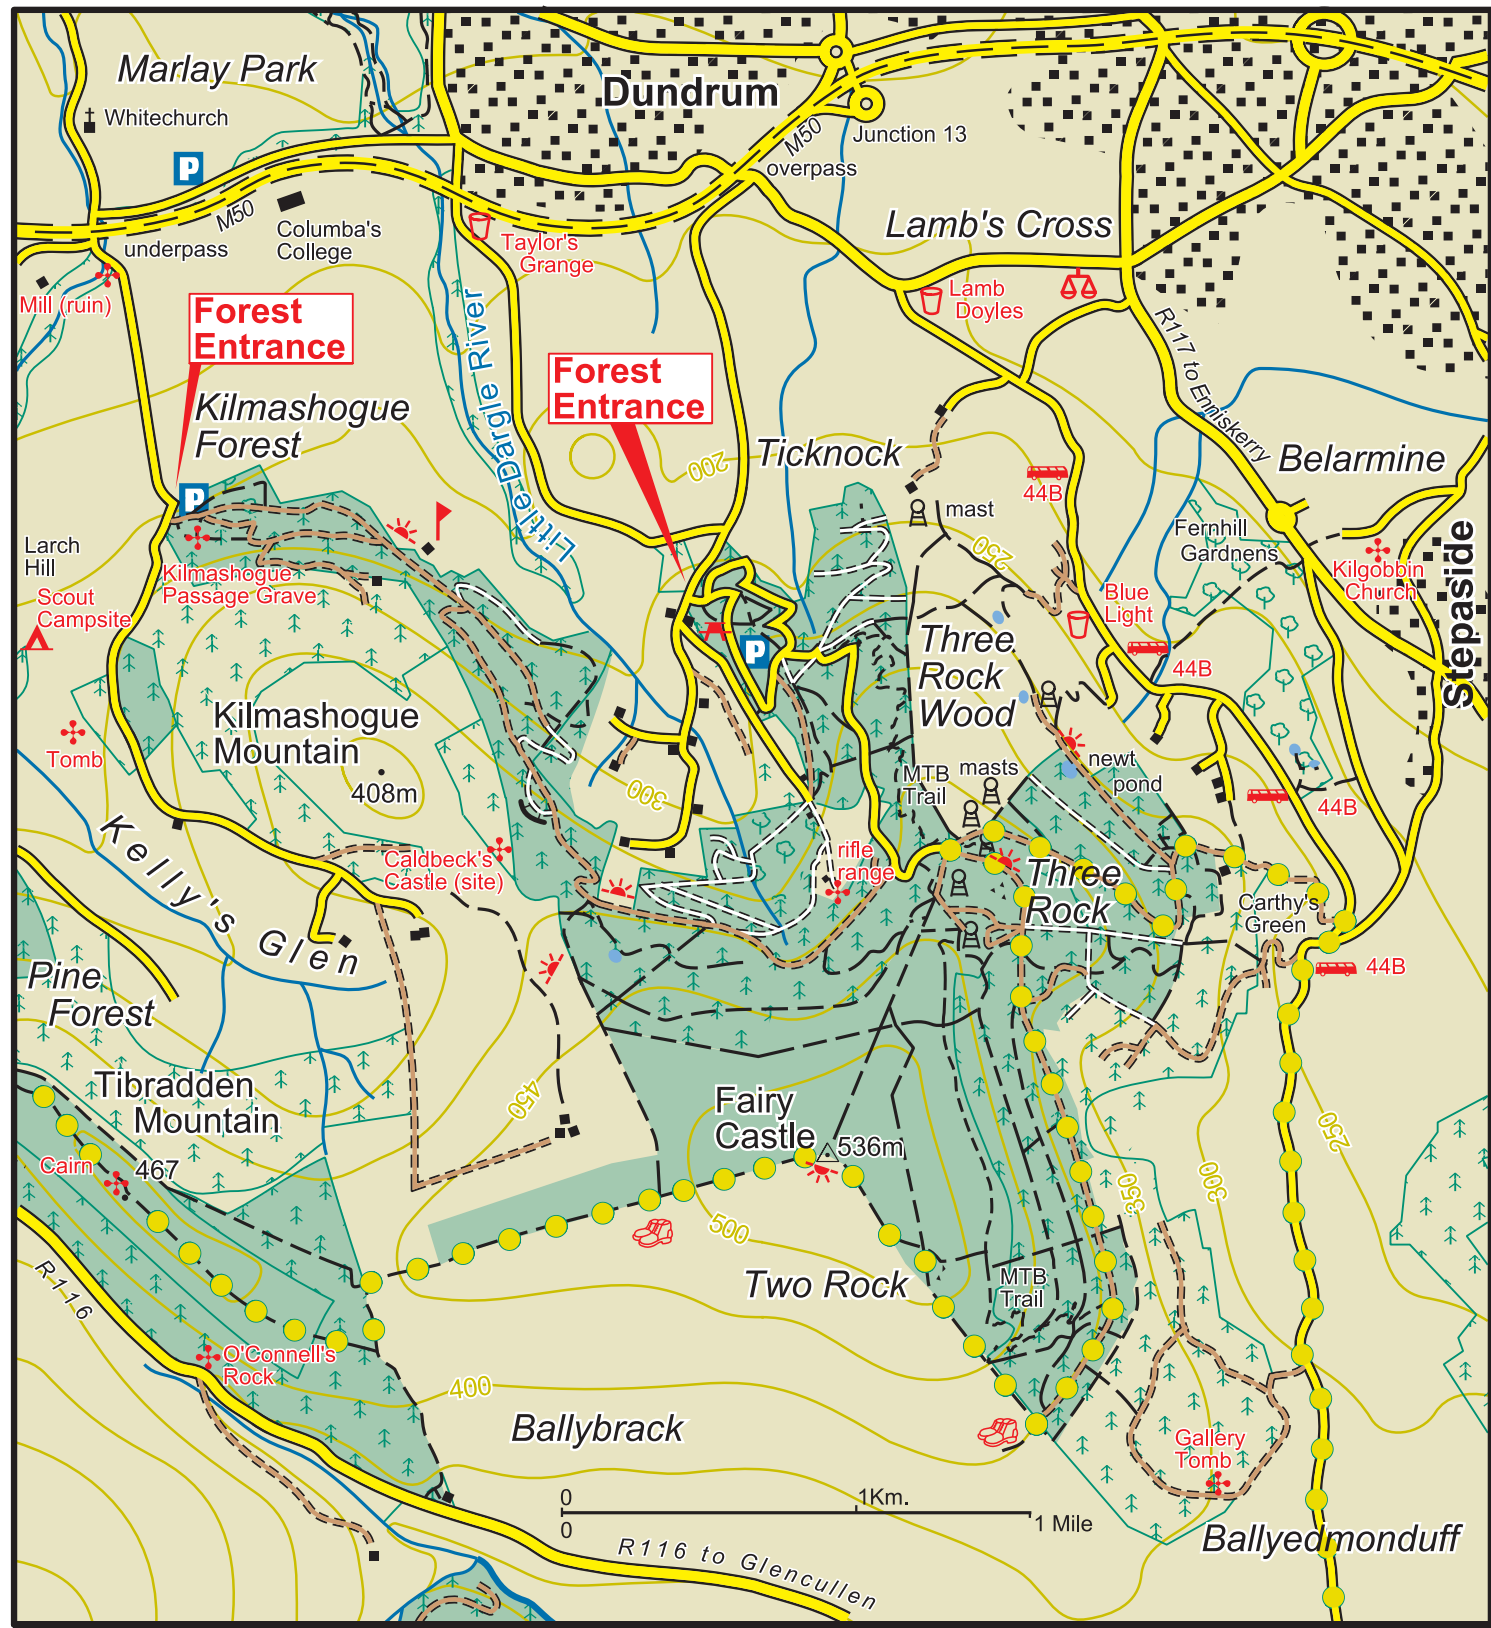 Marlay Park
Whitechurch
Dundrum
Junction 13
M50
overpass
P
M50
Columba's
College
underpass
Taylor's
Grange
Lamb's Cross
Mill (ruin)
Lamb
Doyles
Forest
Entrance
Little Dargle River
Forest
Entrance
R117 to Enniskerry
Kilmashogue
Forest
Ticknock
200
Belarmine
44B
P
mast
250
Fernhill
Gardnens
Stepaside
Larch
Hill
Scout
Campsite
Kilmashogue
Passage Grave
Kilgobbin
Church
Blue
Light
Three
Rock
Wood
P
44B
Kilmashogue
Mountain
408m
Tomb
300
MTB
Trail
masts
newt
pond
44B
Kelly's Glen
Caldbeck's
Castle (site)
rifle
range
Three
Rock
Carthy's
Green
44B
Pine
Forest
Tibradden
Mountain
450
Fairy
Castle
536m
250
Cairn
467
350
300
500
R116
Two Rock
MTB
Trail
O'Connell's
Rock
400
Ballybrack
Gallery
Tomb
0
1Km.
0
1 Mile
Ballyedmonduff
R116 to Glencullen